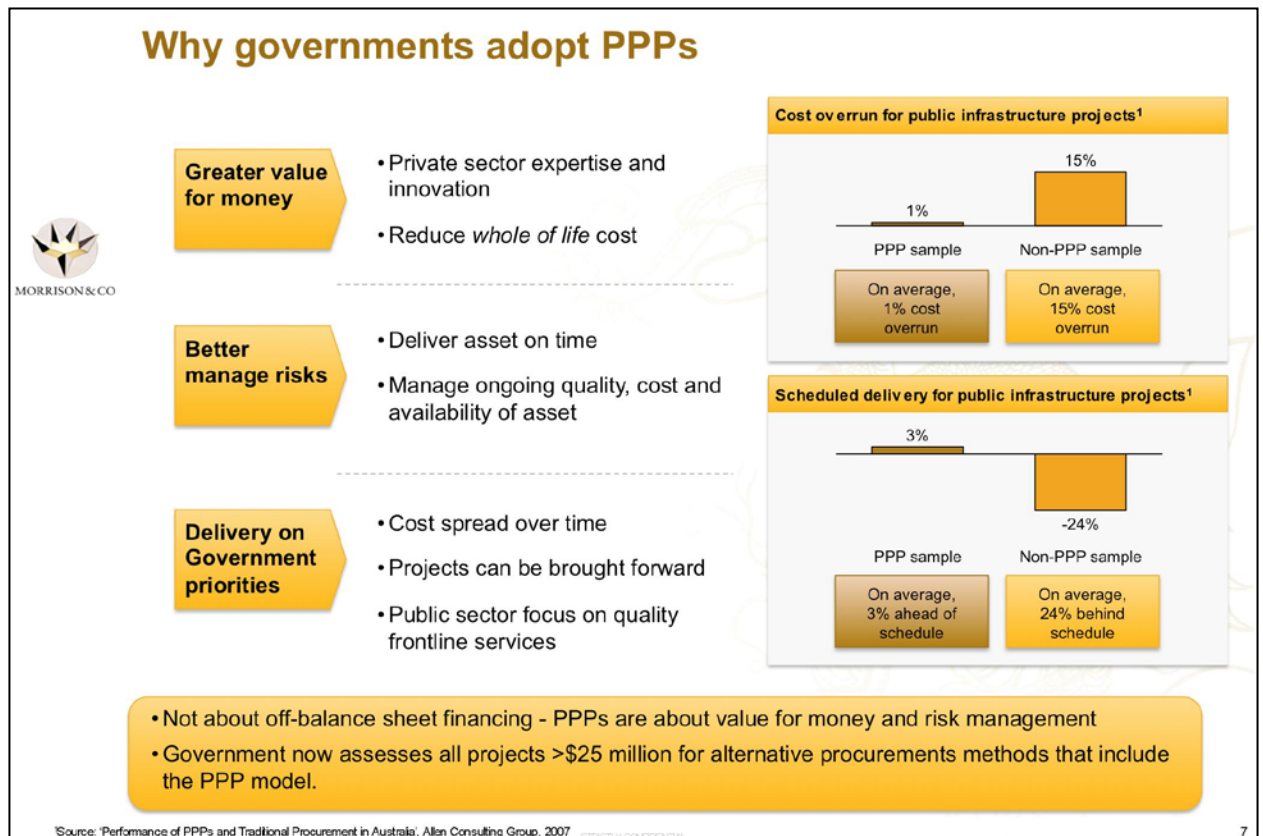 Why governments adopt PPPs
MORRISON & CO
Greater value
for money
• Private sector expertise and
innovation
• Reduce whole of life cost
Better
manage risks
• Deliver asset on time
• Manage ongoing quality, cost and
availability of asset
Delivery on
Government
priorities
• Cost spread over time
• Projects can be brought forward
• Public sector focus on quality
frontline services
Cost overrun for public infrastructure projects¹
1%
15%
PPP sample
Non-PPP sample
On average,
1% cost
overrun
On average,
15% cost
overrun
Scheduled delivery for public infrastructure projects¹
3%
-24%
PPP sample
Non-PPP sample
On average,
3% ahead of
schedule
On average,
24% behind
schedule
• Not about off-balance sheet financing - PPPs are about value for money and risk management
• Government now assesses all projects >$25 million for alternative procurements methods that include
the PPP model.
¹Source: 'Performance of PPPs and Traditional Procurement in Australia', Allen Consulting Group, 2007
7